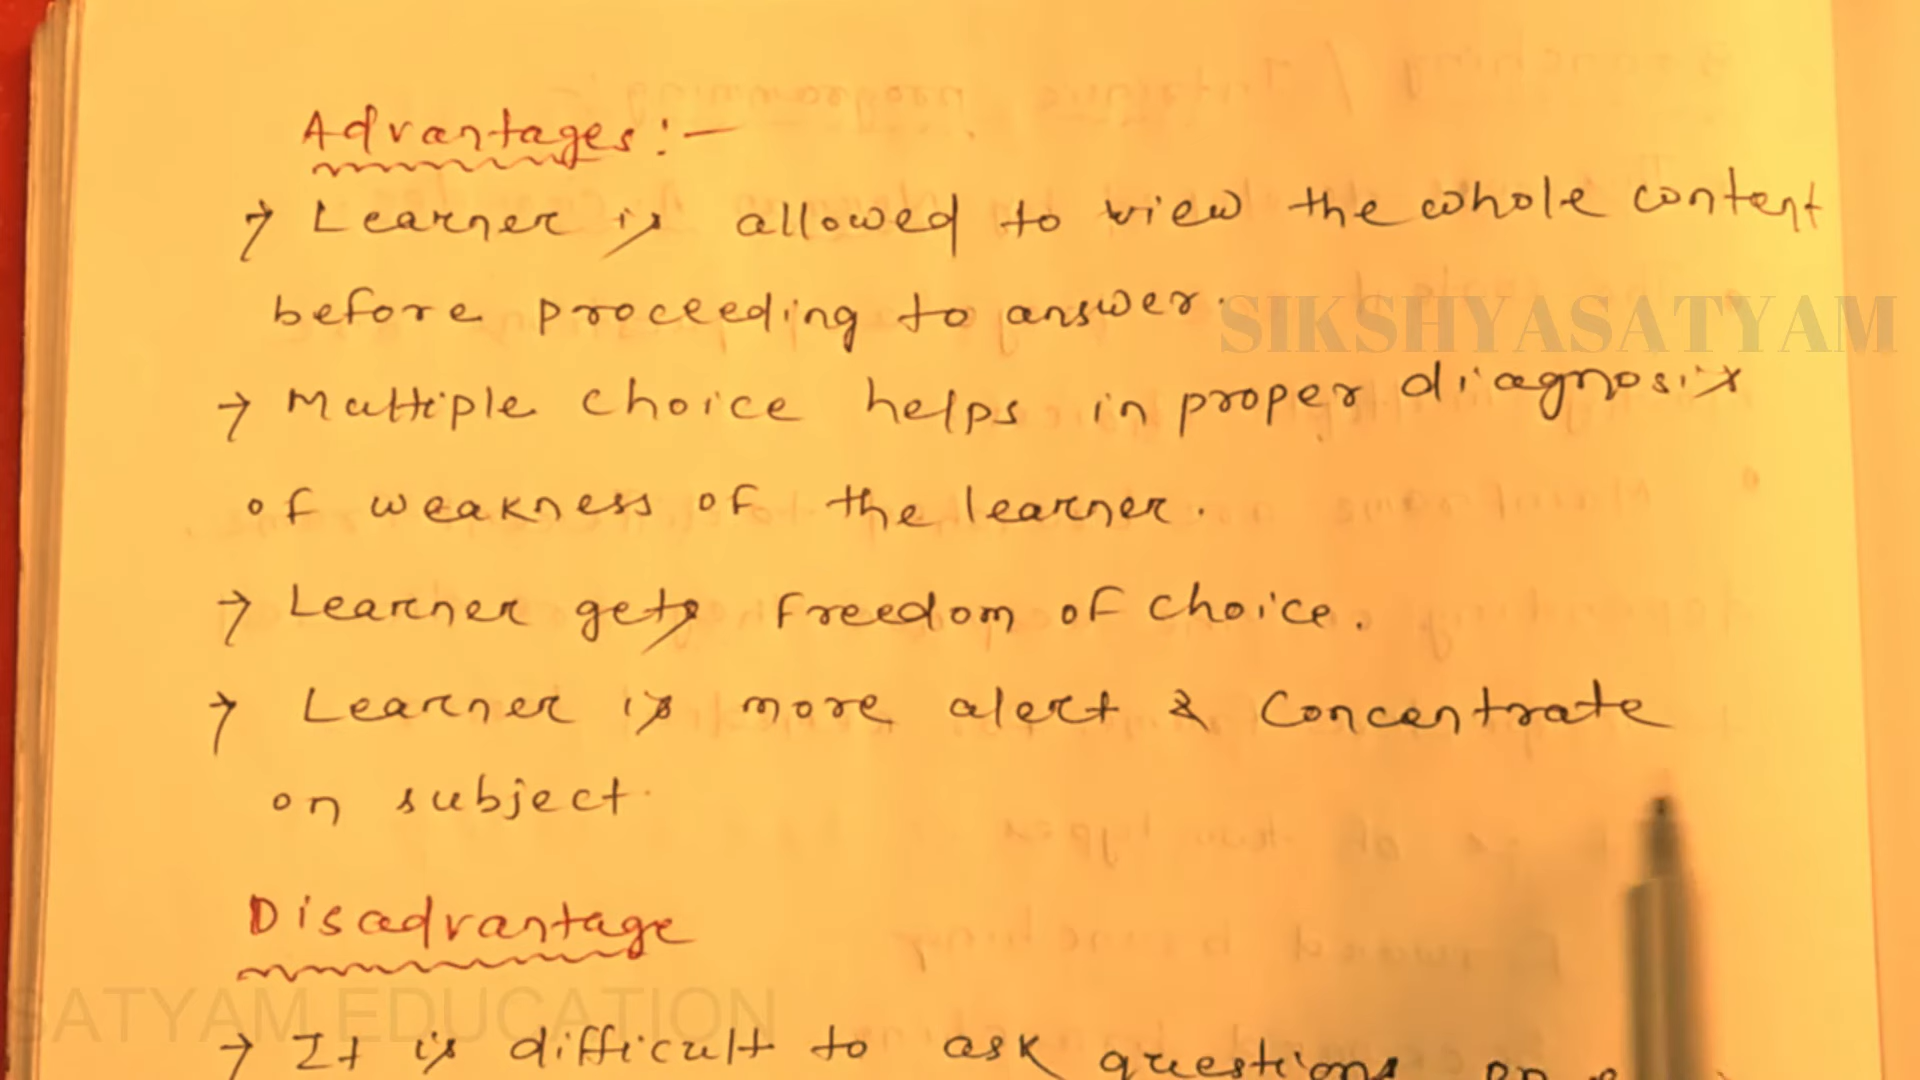 Advantages:-
→ Learner is allowed to view the whole content
before proceeding to answer.
SIKSHYASATYAM
→ Multiple choice helps in proper diagnosis
of weakness of the learner.
→ Learner gets freedom of choice.
→ Learner is more alert & concentrate
on subject.
Disadvantage
SATYAM EDUCATION
→ It is difficult to ask questions